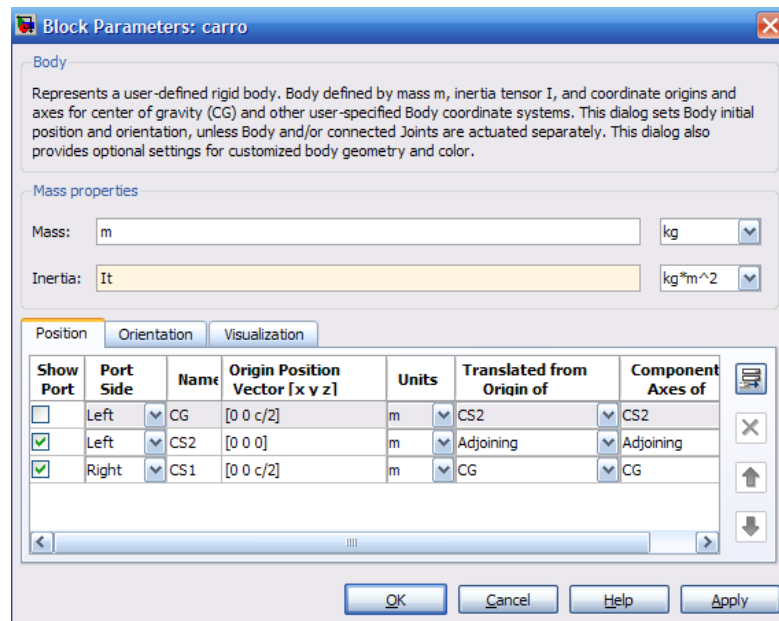 Block Parameters: carro
Body
Represents a user-defined rigid body. Body defined by mass m, inertia tensor I, and coordinate origins and
axes for center of gravity (CG) and other user-specified Body coordinate systems. This dialog sets Body initial
position and orientation, unless Body and/or connected Joints are actuated separately. This dialog also
provides optional settings for customized body geometry and color.
Mass properties
Mass: m kg
Inertia: It kg*m^2
Position Orientation Visualization
Show Port Port Side Name Origin Position Vector [x y z] Units Translated from Origin of Component Axes of
Left CG [0 0 c/2] m CS2 CS2
Left CS2 [0 0 0] m Adjoining Adjoining
Right CS1 [0 0 c/2] m CG CG
OK Cancel Help Apply